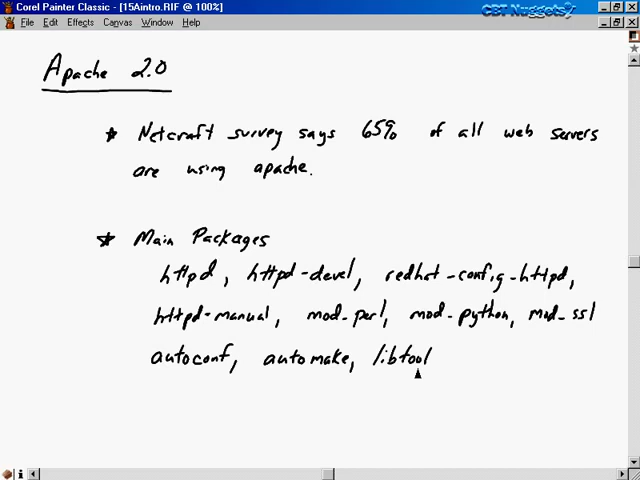 Corel Painter Classic - [15Aintro.RIF @ 100%]
CBT Nuggets
File Edit Effects Canvas Window Help
Apache 2.0
* Netcraft survey says 65% of all web servers
are using apache.
* Main Packages
httpd, httpd-devel, redhat-config-httpd,
httpd-manual, mod-perl, mod-python, mod-ssl
autoconf, automake, libtool